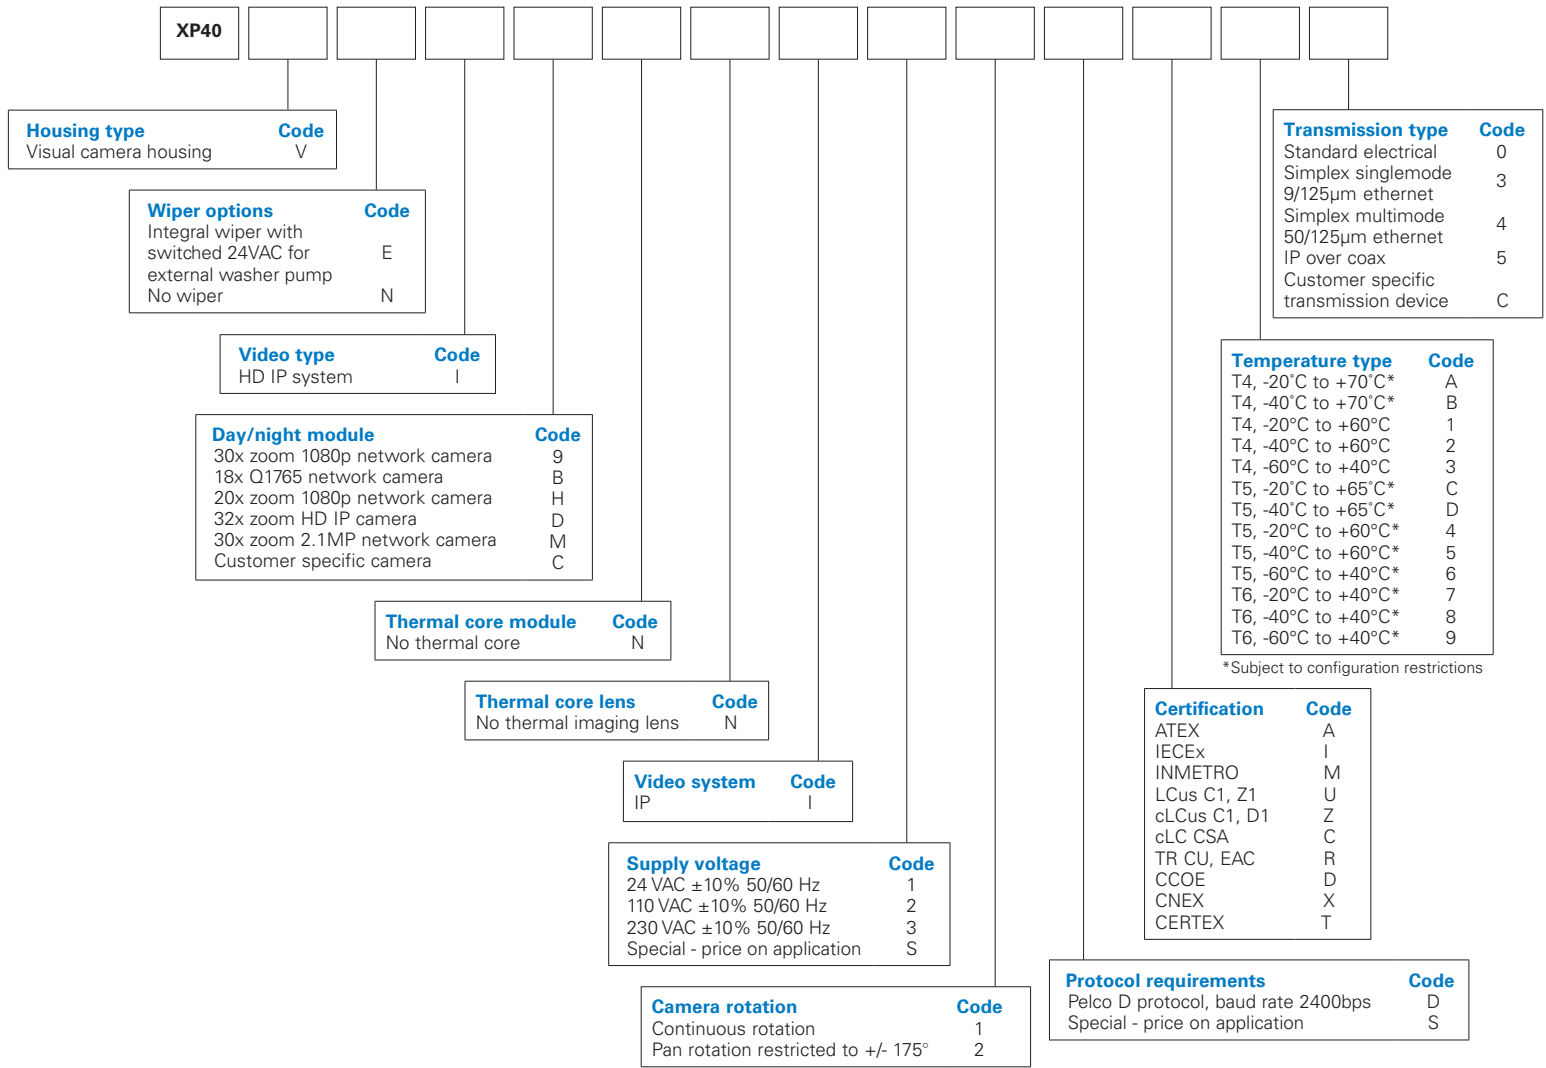 XP40
Housing type Code
Visual camera housing V
Wiper options Code
Integral wiper with
switched 24VAC for E
external washer pump
No wiper N
Video type Code
HD IP system I
Day/night module Code
30x zoom 1080p network camera 9
18x Q1765 network camera B
20x zoom 1080p network camera H
32x zoom HD IP camera D
30x zoom 2.1MP network camera M
Customer specific camera C
Thermal core module Code
No thermal core N
Thermal core lens Code
No thermal imaging lens N
Video system Code
IP I
Supply voltage Code
24 VAC ±10% 50/60 Hz 1
110 VAC ±10% 50/60 Hz 2
230 VAC ±10% 50/60 Hz 3
Special - price on application S
Camera rotation Code
Continuous rotation 1
Pan rotation restricted to +/- 175° 2
Protocol requirements Code
Pelco D protocol, baud rate 2400bps D
Special - price on application S
Certification Code
ATEX A
IECEx I
INMETRO M
LCus C1, Z1 U
cLCus C1, D1 Z
cLC CSA C
TR CU, EAC R
CCOE D
CNEX X
CERTEX T
Temperature type Code
T4, -20˚C to +70˚C* A
T4, -40˚C to +70˚C* B
T4, -20°C to +60°C 1
T4, -40°C to +60°C 2
T4, -60°C to +40°C 3
T5, -20˚C to +65˚C* C
T5, -40˚C to +65˚C* D
T5, -20°C to +60°C* 4
T5, -40°C to +60°C* 5
T5, -60°C to +40°C* 6
T6, -20°C to +40°C* 7
T6, -40°C to +40°C* 8
T6, -60°C to +40°C* 9
*Subject to configuration restrictions
Transmission type Code
Standard electrical 0
Simplex singlemode
9/125µm ethernet 3
Simplex multimode
50/125µm ethernet 4
IP over coax 5
Customer specific
transmission device C